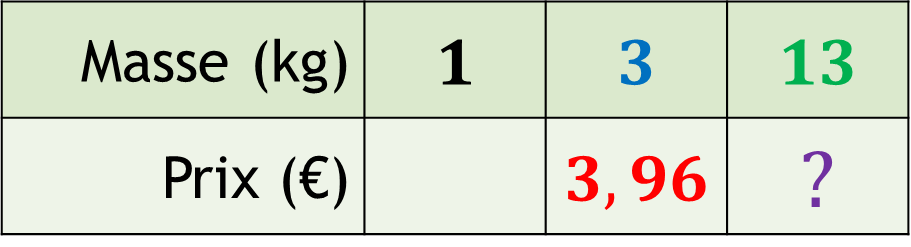 Masse (kg) 1 3 13
Prix (€) 3, 96 ?